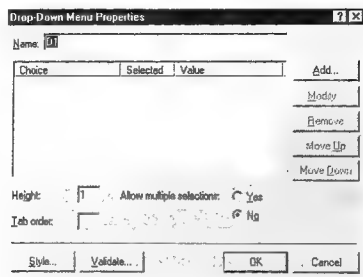 Drop-Down Menu Properties
Name: D1
Choice Selected Value
Add...
Modify
Remove
Move Up
Move Down
Height: 1 Allow multiple selections: Yes
No
Tab order:
Style... Validate... OK Cancel